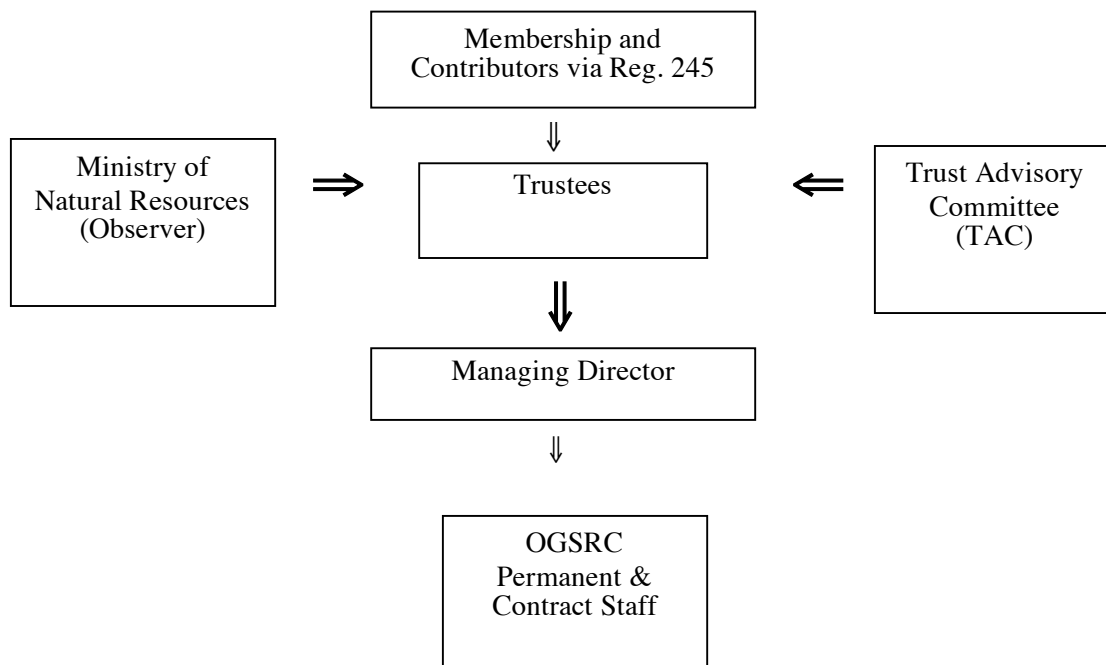 Membership and
Contributors via Reg. 245
Ministry of
Natural Resources
(Observer)
Trustees
Trust Advisory
Committee
(TAC)
Managing Director
OGSRC
Permanent &
Contract Staff